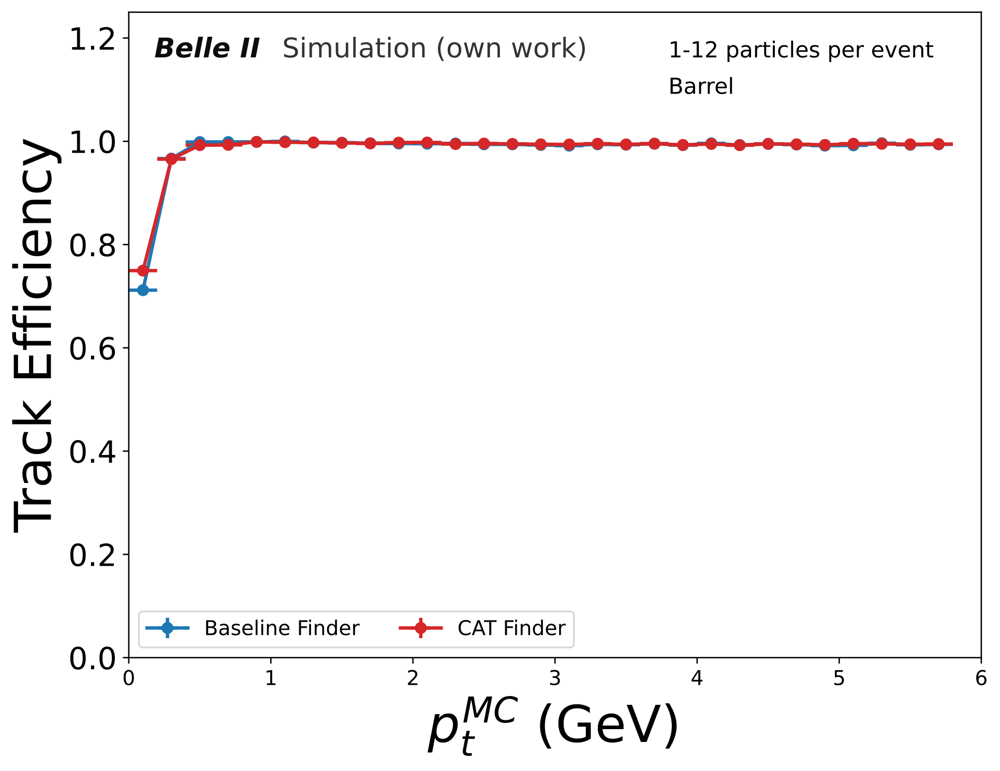 Belle II Simulation (own work)
1-12 particles per event
Barrel
Track Efficiency
1.2
1.0
0.8
0.6
0.4
0.2
0.0
Baseline Finder
CAT Finder
0 1 2 3 4 5 6
p_t^{MC} (GeV)